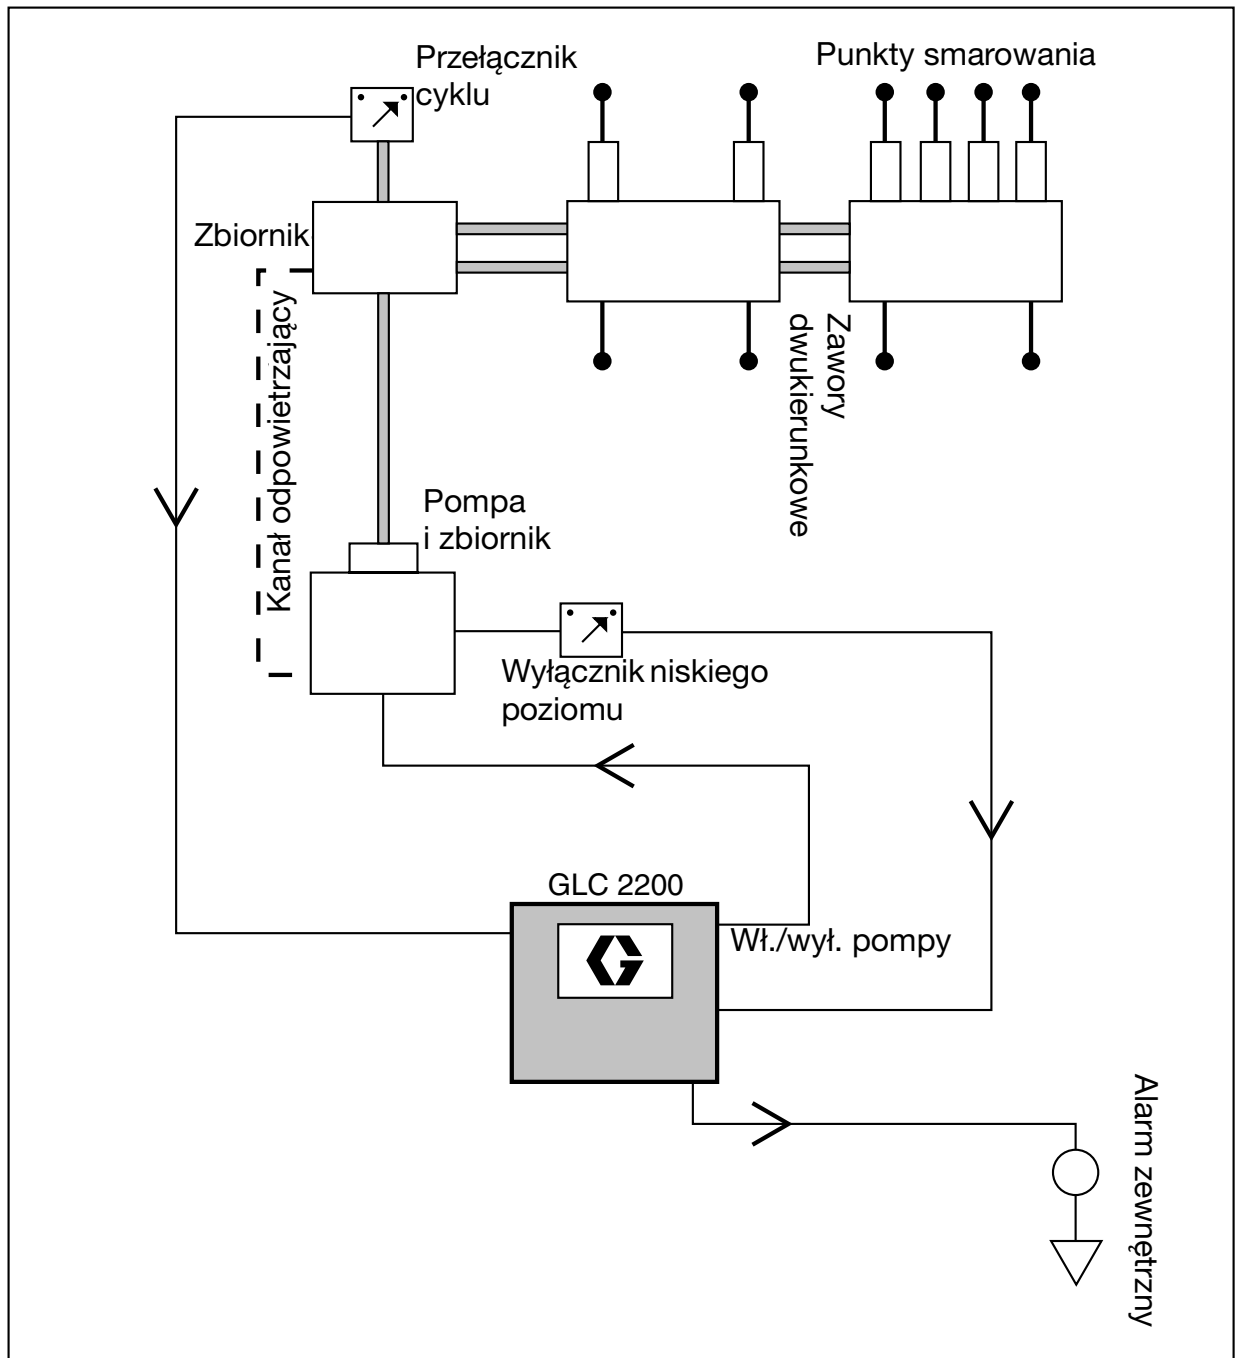 Przełącznik
cyklu
Punkty smarowania
Zbiornik
Kanał odpowietrzający
Zawory
dwukierunkowe
Pompa
i zbiornik
Wyłącznik niskiego
poziomu
GLC 2200
Wł./wył. pompy
Alarm zewnętrzny